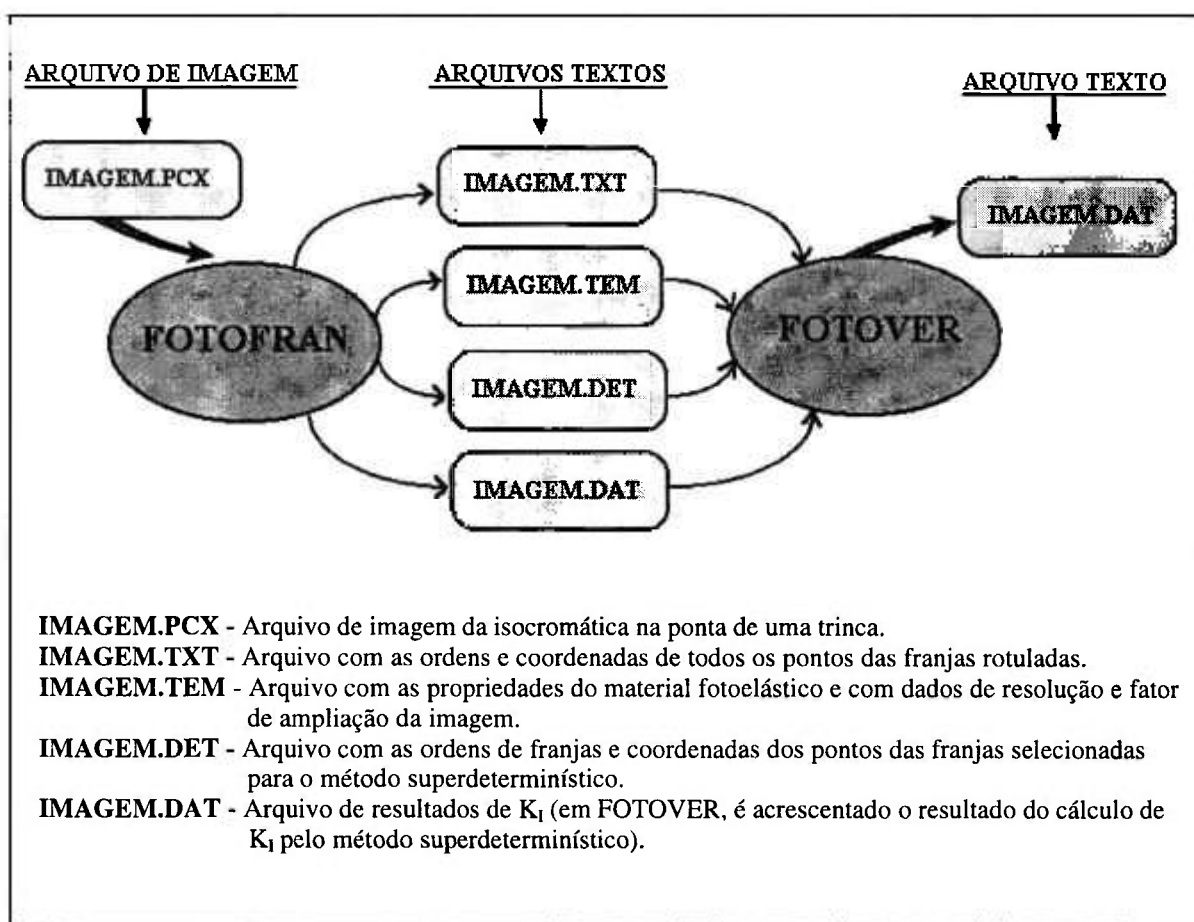 ARQUIVO DE IMAGEM
ARQUIVOS TEXTOS
ARQUIVO TEXTO
IMAGEM.PCX
IMAGEM.TXT
IMAGEM.DAT
IMAGEM.TEM
FOTOFRAN
FOTOVER
IMAGEM.DET
IMAGEM.DAT
IMAGEM.PCX - Arquivo de imagem da isocromática na ponta de uma trinca.
IMAGEM.TXT - Arquivo com as ordens e coordenadas de todos os pontos das franjas rotuladas.
IMAGEM.TEM - Arquivo com as propriedades do material fotoelástico e com dados de resolução e fator
de ampliação da imagem.
IMAGEM.DET - Arquivo com as ordens de franjas e coordenadas dos pontos das franjas selecionadas
para o método superdeterminístico.
IMAGEM.DAT - Arquivo de resultados de KI (em FOTOVER, é acrescentado o resultado do cálculo de
KI pelo método superdeterminístico).